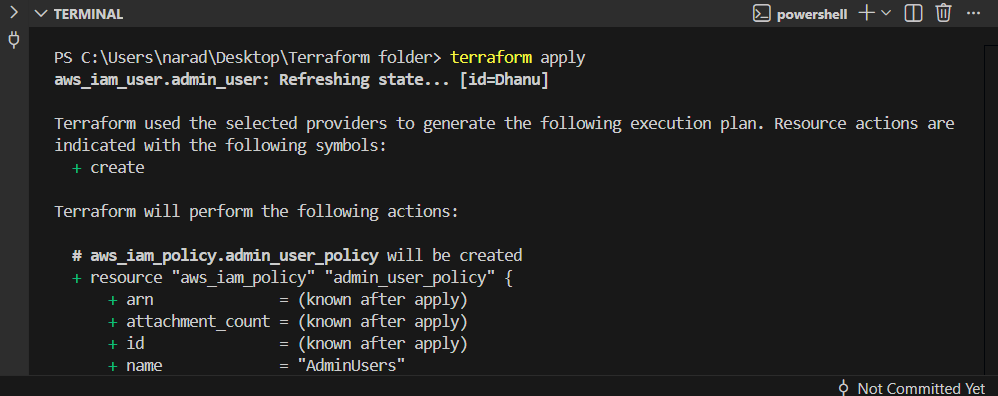 TERMINAL
powershell
PS C:\Users\narad\Desktop\Terraform folder> terraform apply
aws_iam_user.admin_user: Refreshing state... [id=Dhanu]
Terraform used the selected providers to generate the following execution plan. Resource actions are
indicated with the following symbols:
+ create
Terraform will perform the following actions:
# aws_iam_policy.admin_user_policy will be created
+ resource "aws_iam_policy" "admin_user_policy" {
+ arn = (known after apply)
+ attachment_count = (known after apply)
+ id = (known after apply)
+ name = "AdminUsers"
Not Committed Yet